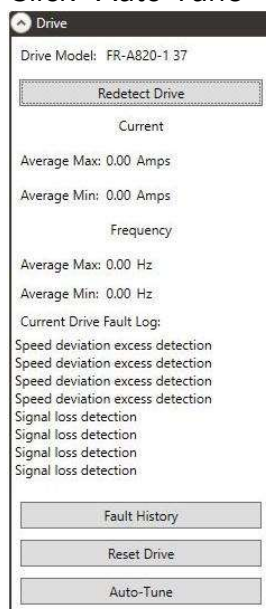 Drive
Drive Model: FR-A820-1 37
Redetect Drive
Current
Average Max: 0.00 Amps
Average Min: 0.00 Amps
Frequency
Average Max: 0.00 Hz
Average Min: 0.00 Hz
Current Drive Fault Log:
Speed deviation excess detection
Speed deviation excess detection
Speed deviation excess detection
Speed deviation excess detection
Signal loss detection
Signal loss detection
Signal loss detection
Signal loss detection
Fault History
Reset Drive
Auto-Tune